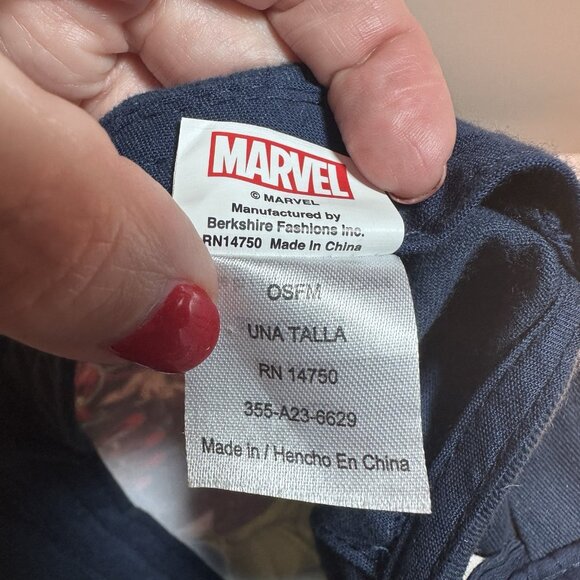 MARVEL
© MARVEL
Manufactured by
Berkshire Fashions Inc.
RN14750 Made In China
OSFM
UNA TALLA
RN 14750
355-A23-6629
Made in / Hencho En China